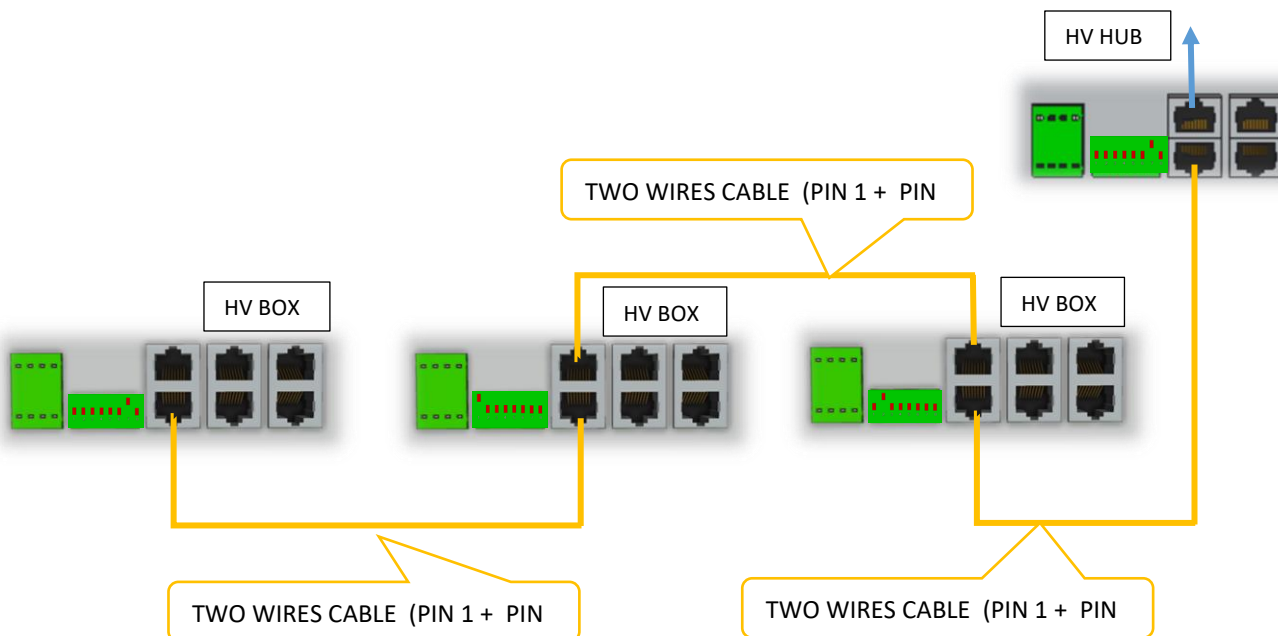 HV HUB
TWO WIRES CABLE (PIN 1 + PIN
HV BOX
HV BOX
HV BOX
TWO WIRES CABLE (PIN 1 + PIN
TWO WIRES CABLE (PIN 1 + PIN